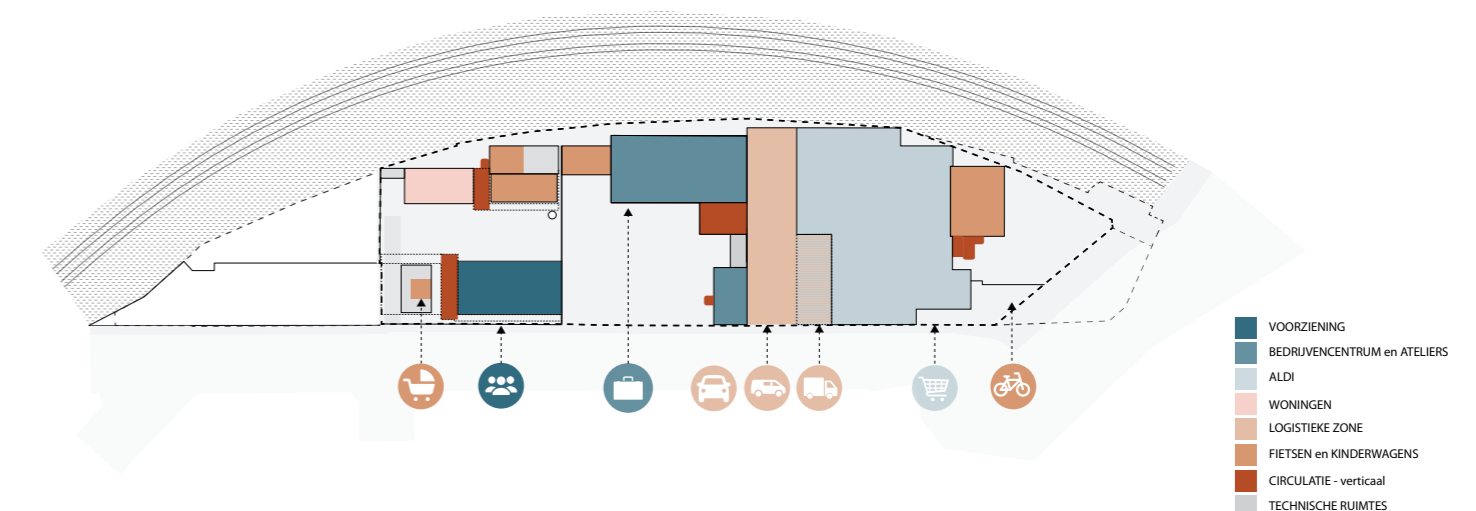 VOORZIENING
BEDRIJVENCENTRUM en ATELIERS
ALDI
WONINGEN
LOGISTIEKE ZONE
FIETSEN en KINDERWAGENS
CIRCULATIE - verticaal
TECHNISCHE RUIMTES